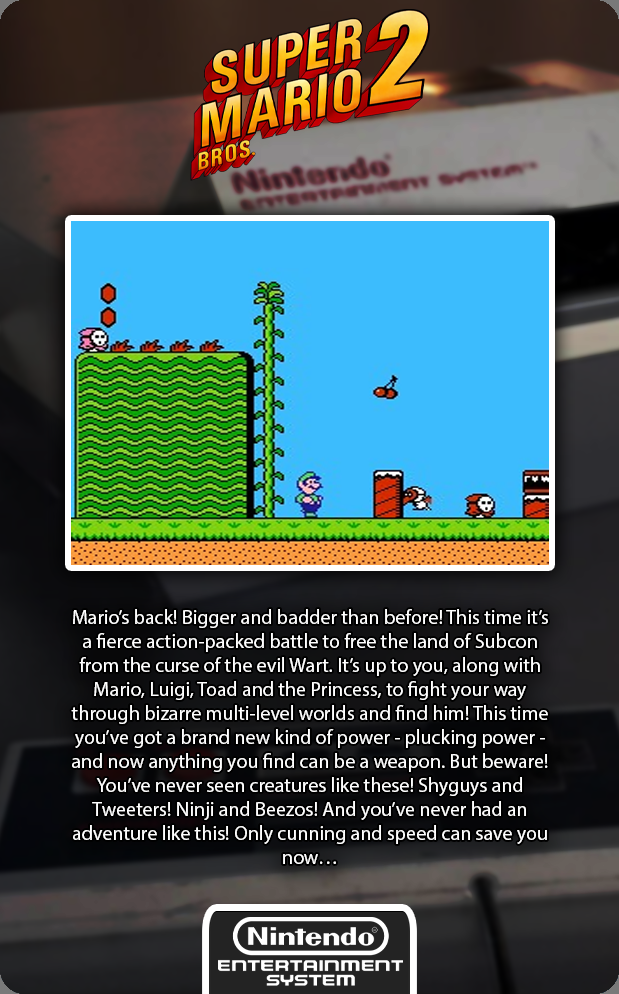 SUPER
MARIO 2
BROS.
Nintendo®
ENTERTAINMENT SYSTEM™
Mario’s back! Bigger and badder than before! This time it’s
a fierce action-packed battle to free the land of Subcon
from the curse of the evil Wart. It’s up to you, along with
Mario, Luigi, Toad and the Princess, to fight your way
through bizarre multi-level worlds and find him! This time
you’ve got a brand new kind of power - plucking power -
and now anything you find can be a weapon. But beware!
You’ve never seen creatures like these! Shyguys and
Tweeters! Ninji and Beezos! And you’ve never had an
adventure like this! Only cunning and speed can save you
now…
Nintendo®
ENTERTAINMENT
SYSTEM